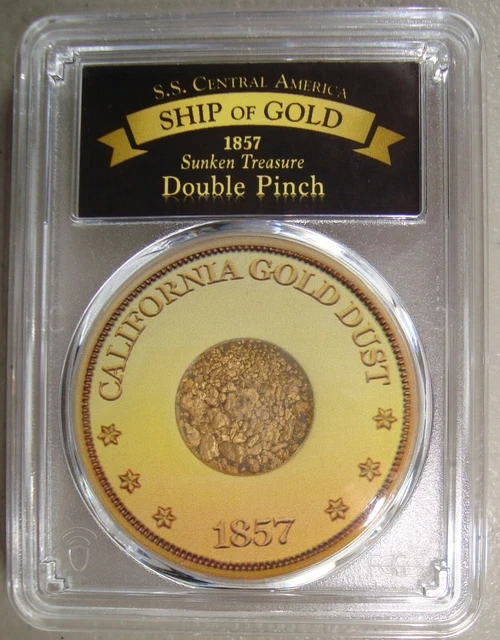 S.S. Central America
SHIP OF GOLD
1857
Sunken Treasure
Double Pinch
CALIFORNIA GOLD DUST
1857